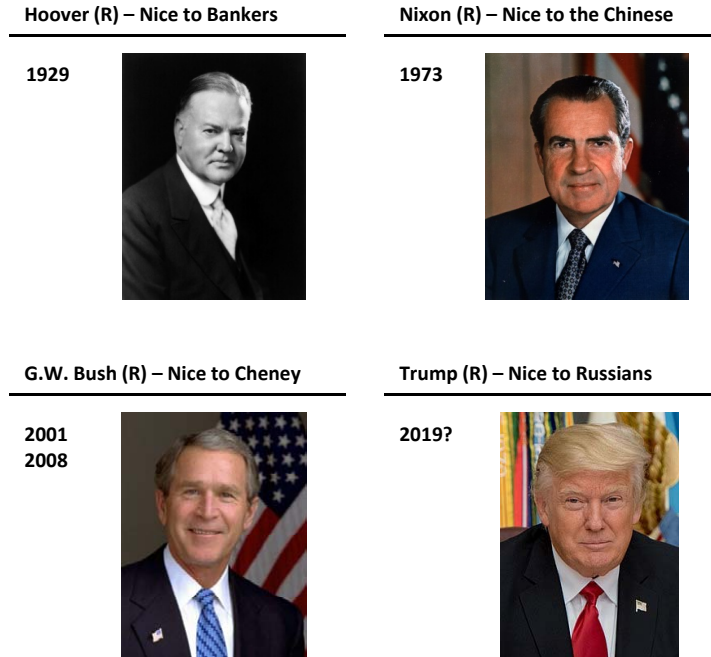 Hoover (R) – Nice to Bankers
1929
Nixon (R) – Nice to the Chinese
1973
G.W. Bush (R) – Nice to Cheney
2001
2008
Trump (R) – Nice to Russians
2019?